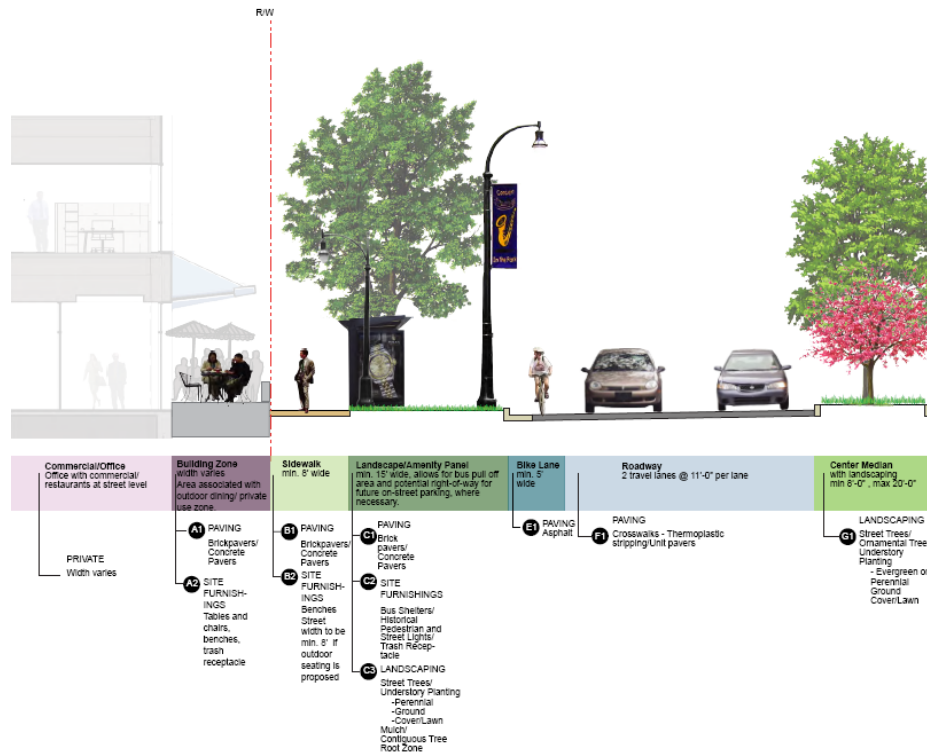 R/W
In the Park
Commercial/Office
Office with commercial/
restaurants at street level
PRIVATE
Width varies
Building Zone
width varies
Area associated with
outdoor dining/ private
use zone.
A1 PAVING
Brickpavers/
Concrete
Pavers
A2 SITE
FURNISH-
INGS
Tables and
chairs,
benches,
trash
receptacle
Sidewalk
min. 8' wide
B1 PAVING
Brickpavers/
Concrete
Pavers
B2 SITE
FURNISH-
INGS
Benches
Street
width to be
min. 8' if
outdoor
seating is
proposed
Landscape/Amenity Panel
min. 15' wide, allows for bus pull off
area and potential right-of-way for
future on-street parking, where
necessary.
C1 PAVING
Brick
pavers/
Concrete
Pavers
C2 SITE
FURNISHINGS
Bus Shelters/
Historical
Pedestrian and
Street Lights/
Trash Recep-
tacle
C3 LANDSCAPING
Street Trees/
Understory Planting
-Perennial
-Ground
-Cover/Lawn
Mulch/
Contiguous Tree
Root Zone
Bike Lane
min. 5'
wide
E1 PAVING
Asphalt
Roadway
2 travel lanes @ 11'-0" per lane
F1 PAVING
Crosswalks - Thermoplastic
stripping/Unit pavers
Center Median
with landscaping
min 8'-0" , max 20'-0"
G1 LANDSCAPING
Street Trees/
Ornamental Tree
Understory
Planting
- Evergreen or
Perennial
Ground
Cover/Lawn